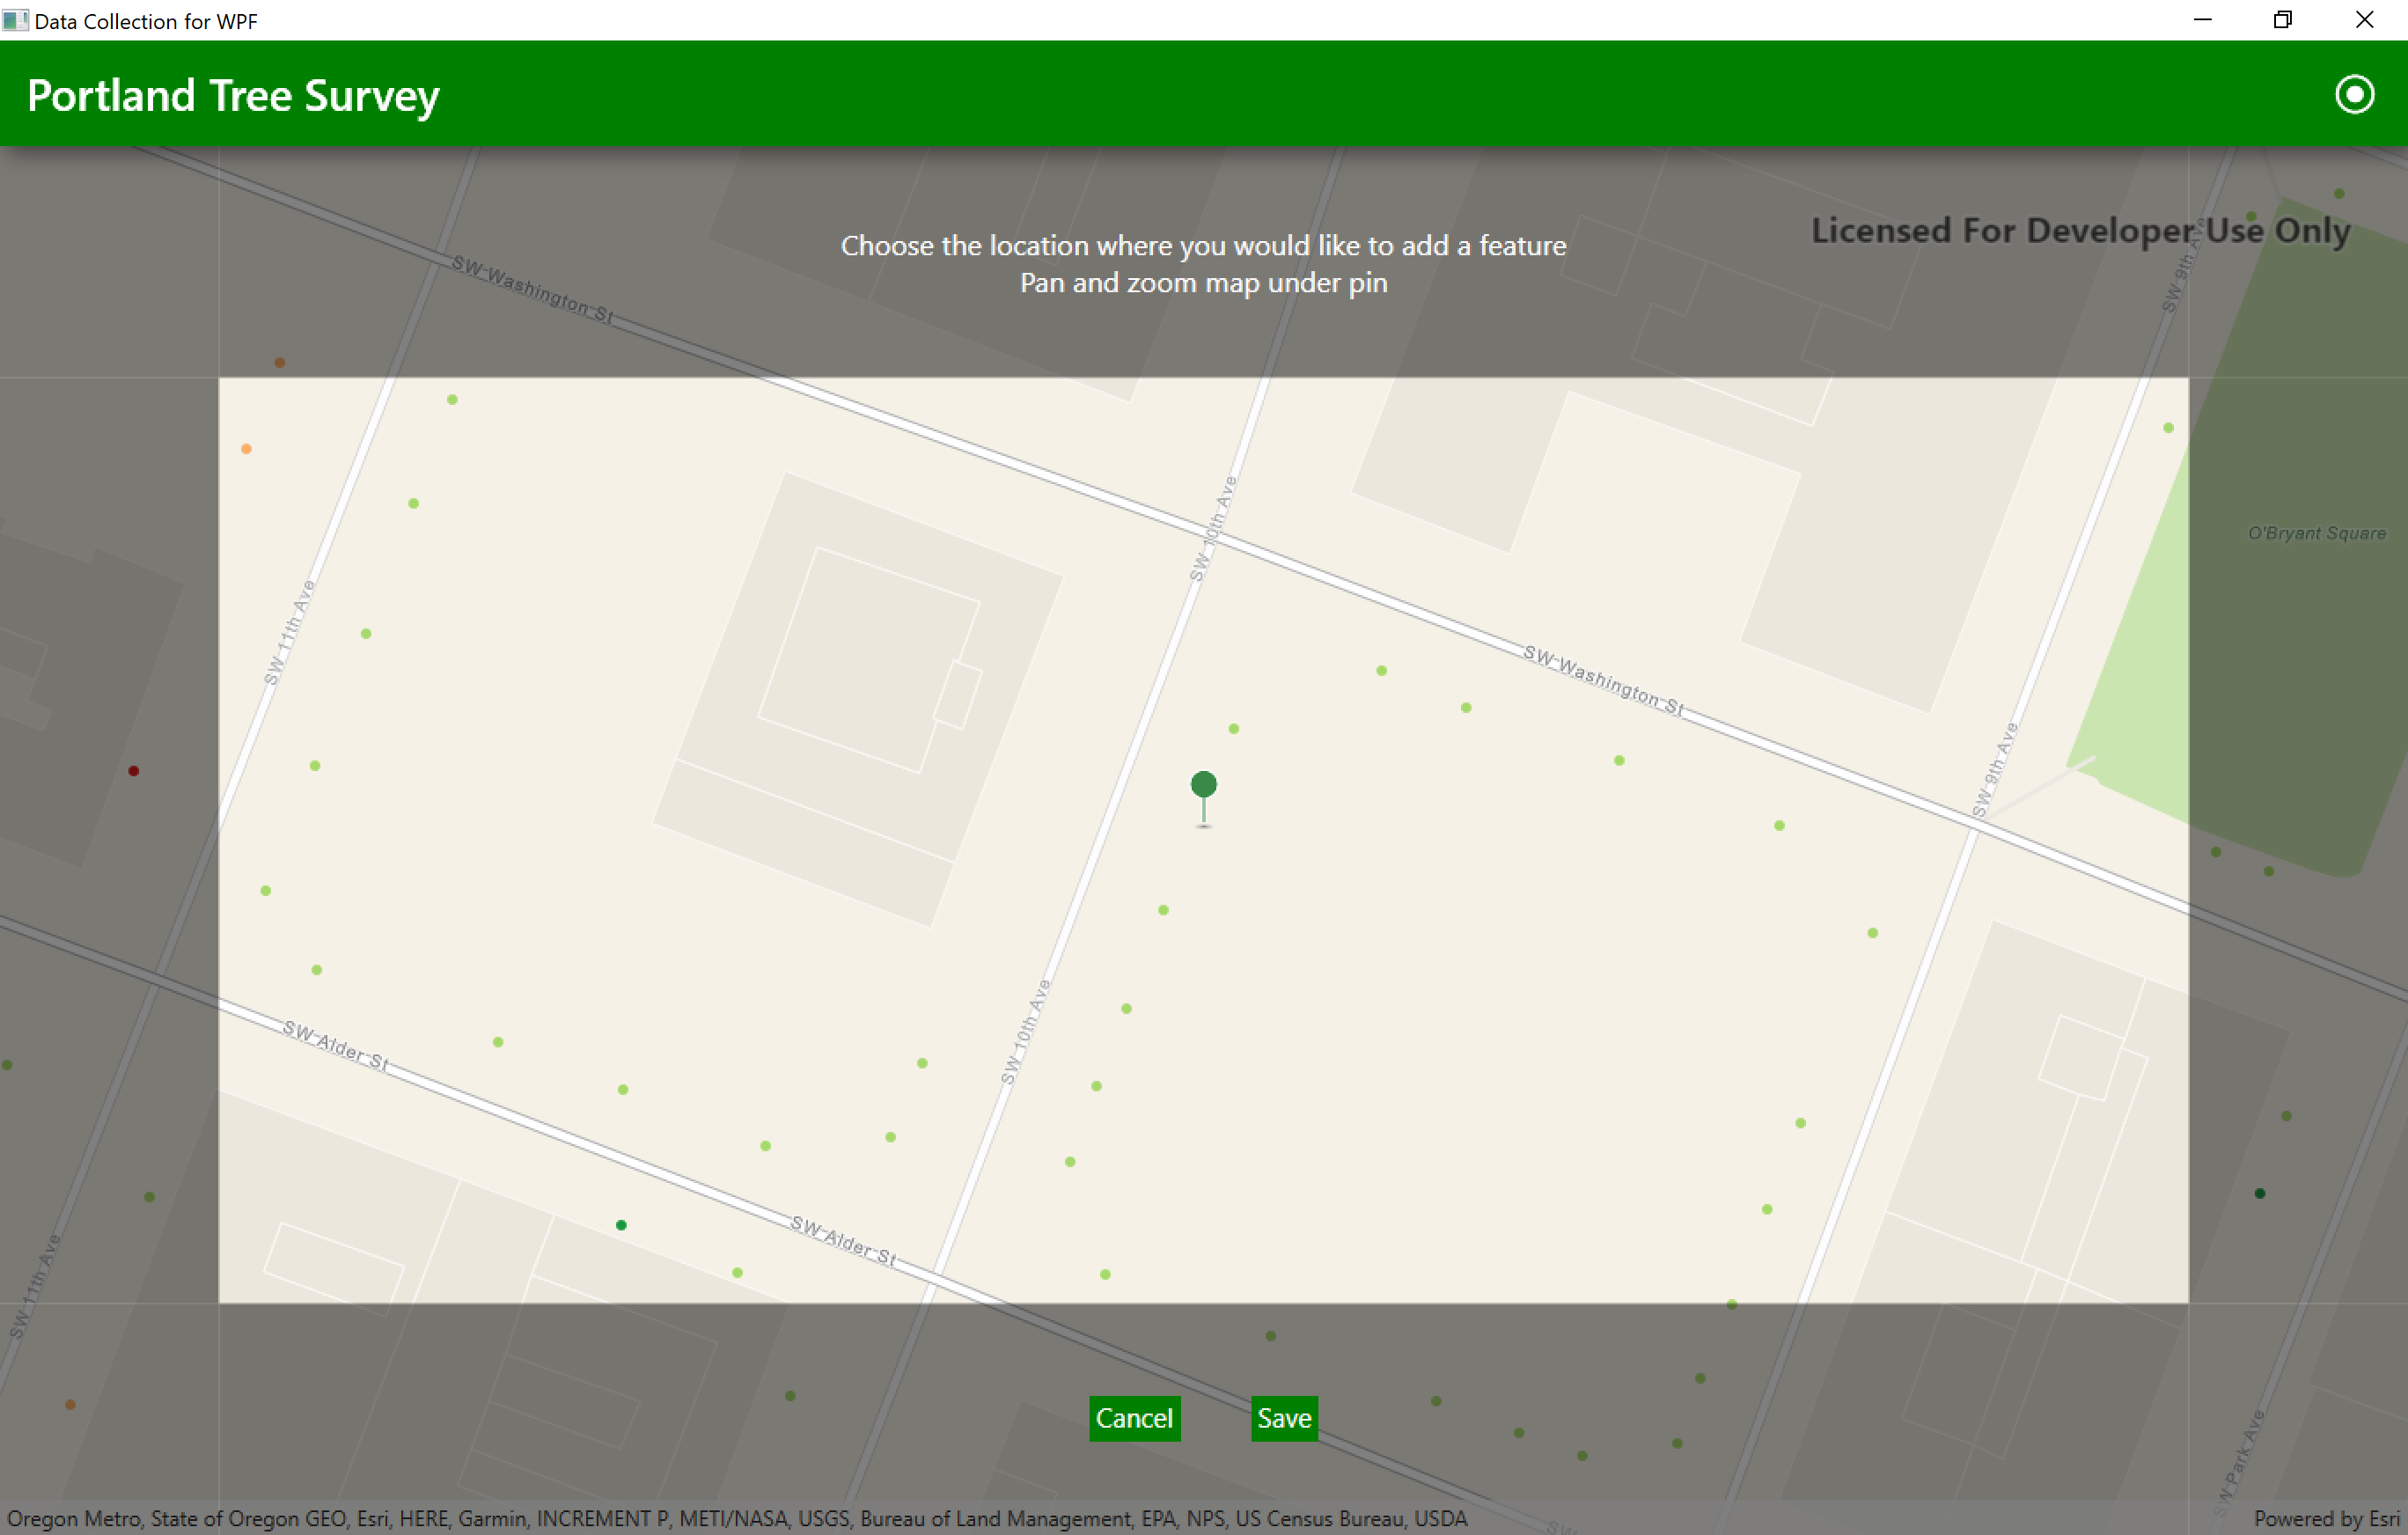 Data Collection for WPF
Portland Tree Survey
Choose the location where you would like to add a feature
Pan and zoom map under pin
Licensed For Developer Use Only
SW Washington St
SW 9th Ave
SW 10th Ave
O'Bryant Square
SW 11th Ave
SW Washington St
SW 9th Ave
SW 10th Ave
SW Alder St
SW Alder St
SW 11th Ave
Cancel
Save
SW Park Ave
Oregon Metro, State of Oregon GEO, Esri, HERE, Garmin, INCREMENT P, METI/NASA, USGS, Bureau of Land Management, EPA, NPS, US Census Bureau, USDA
SW
Powered by Esri